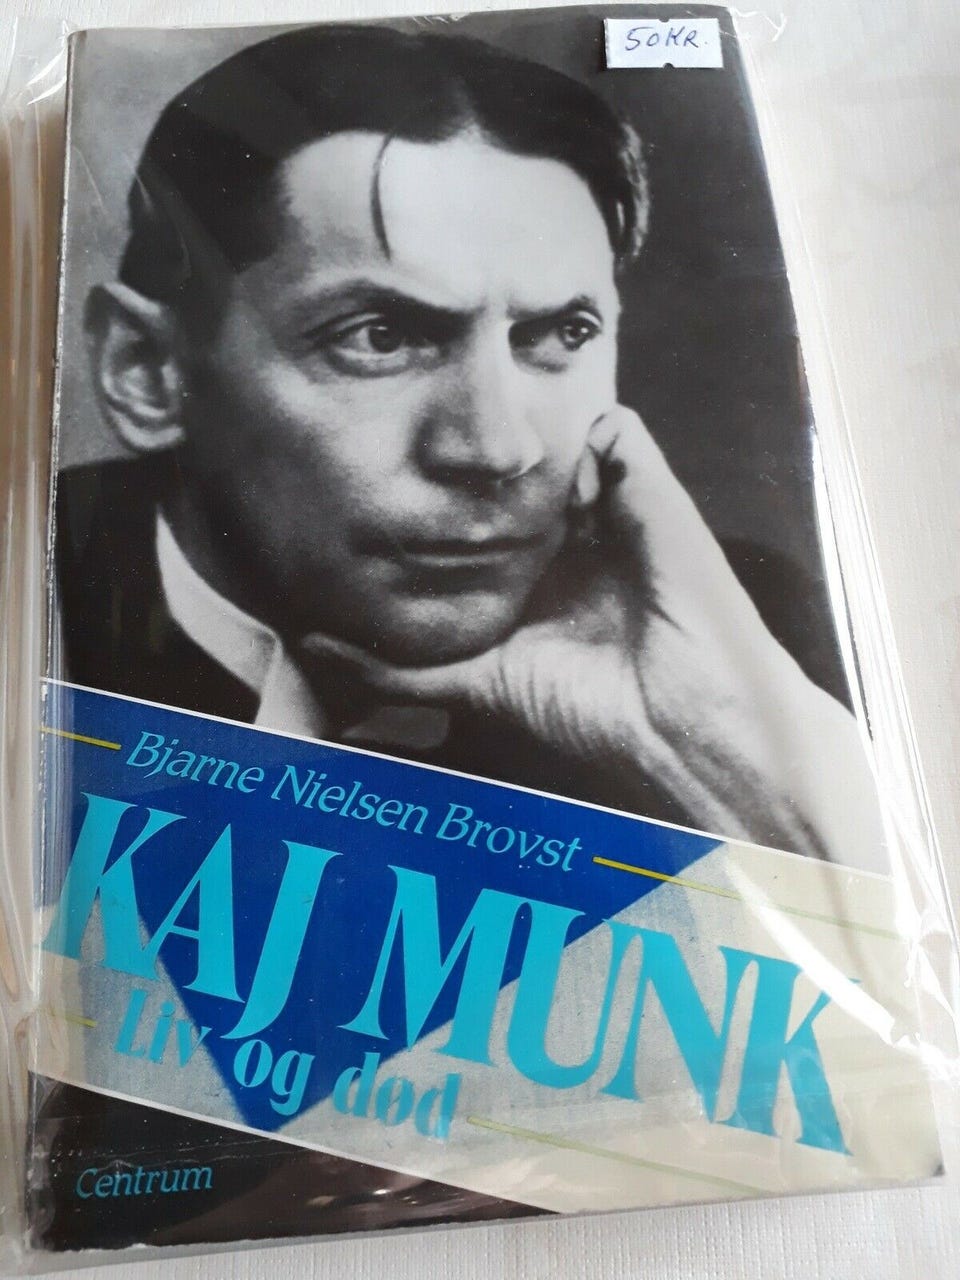 50 KR.
Bjarne Nielsen Brovst
KAJ MUNK
Liv og død
Centrum